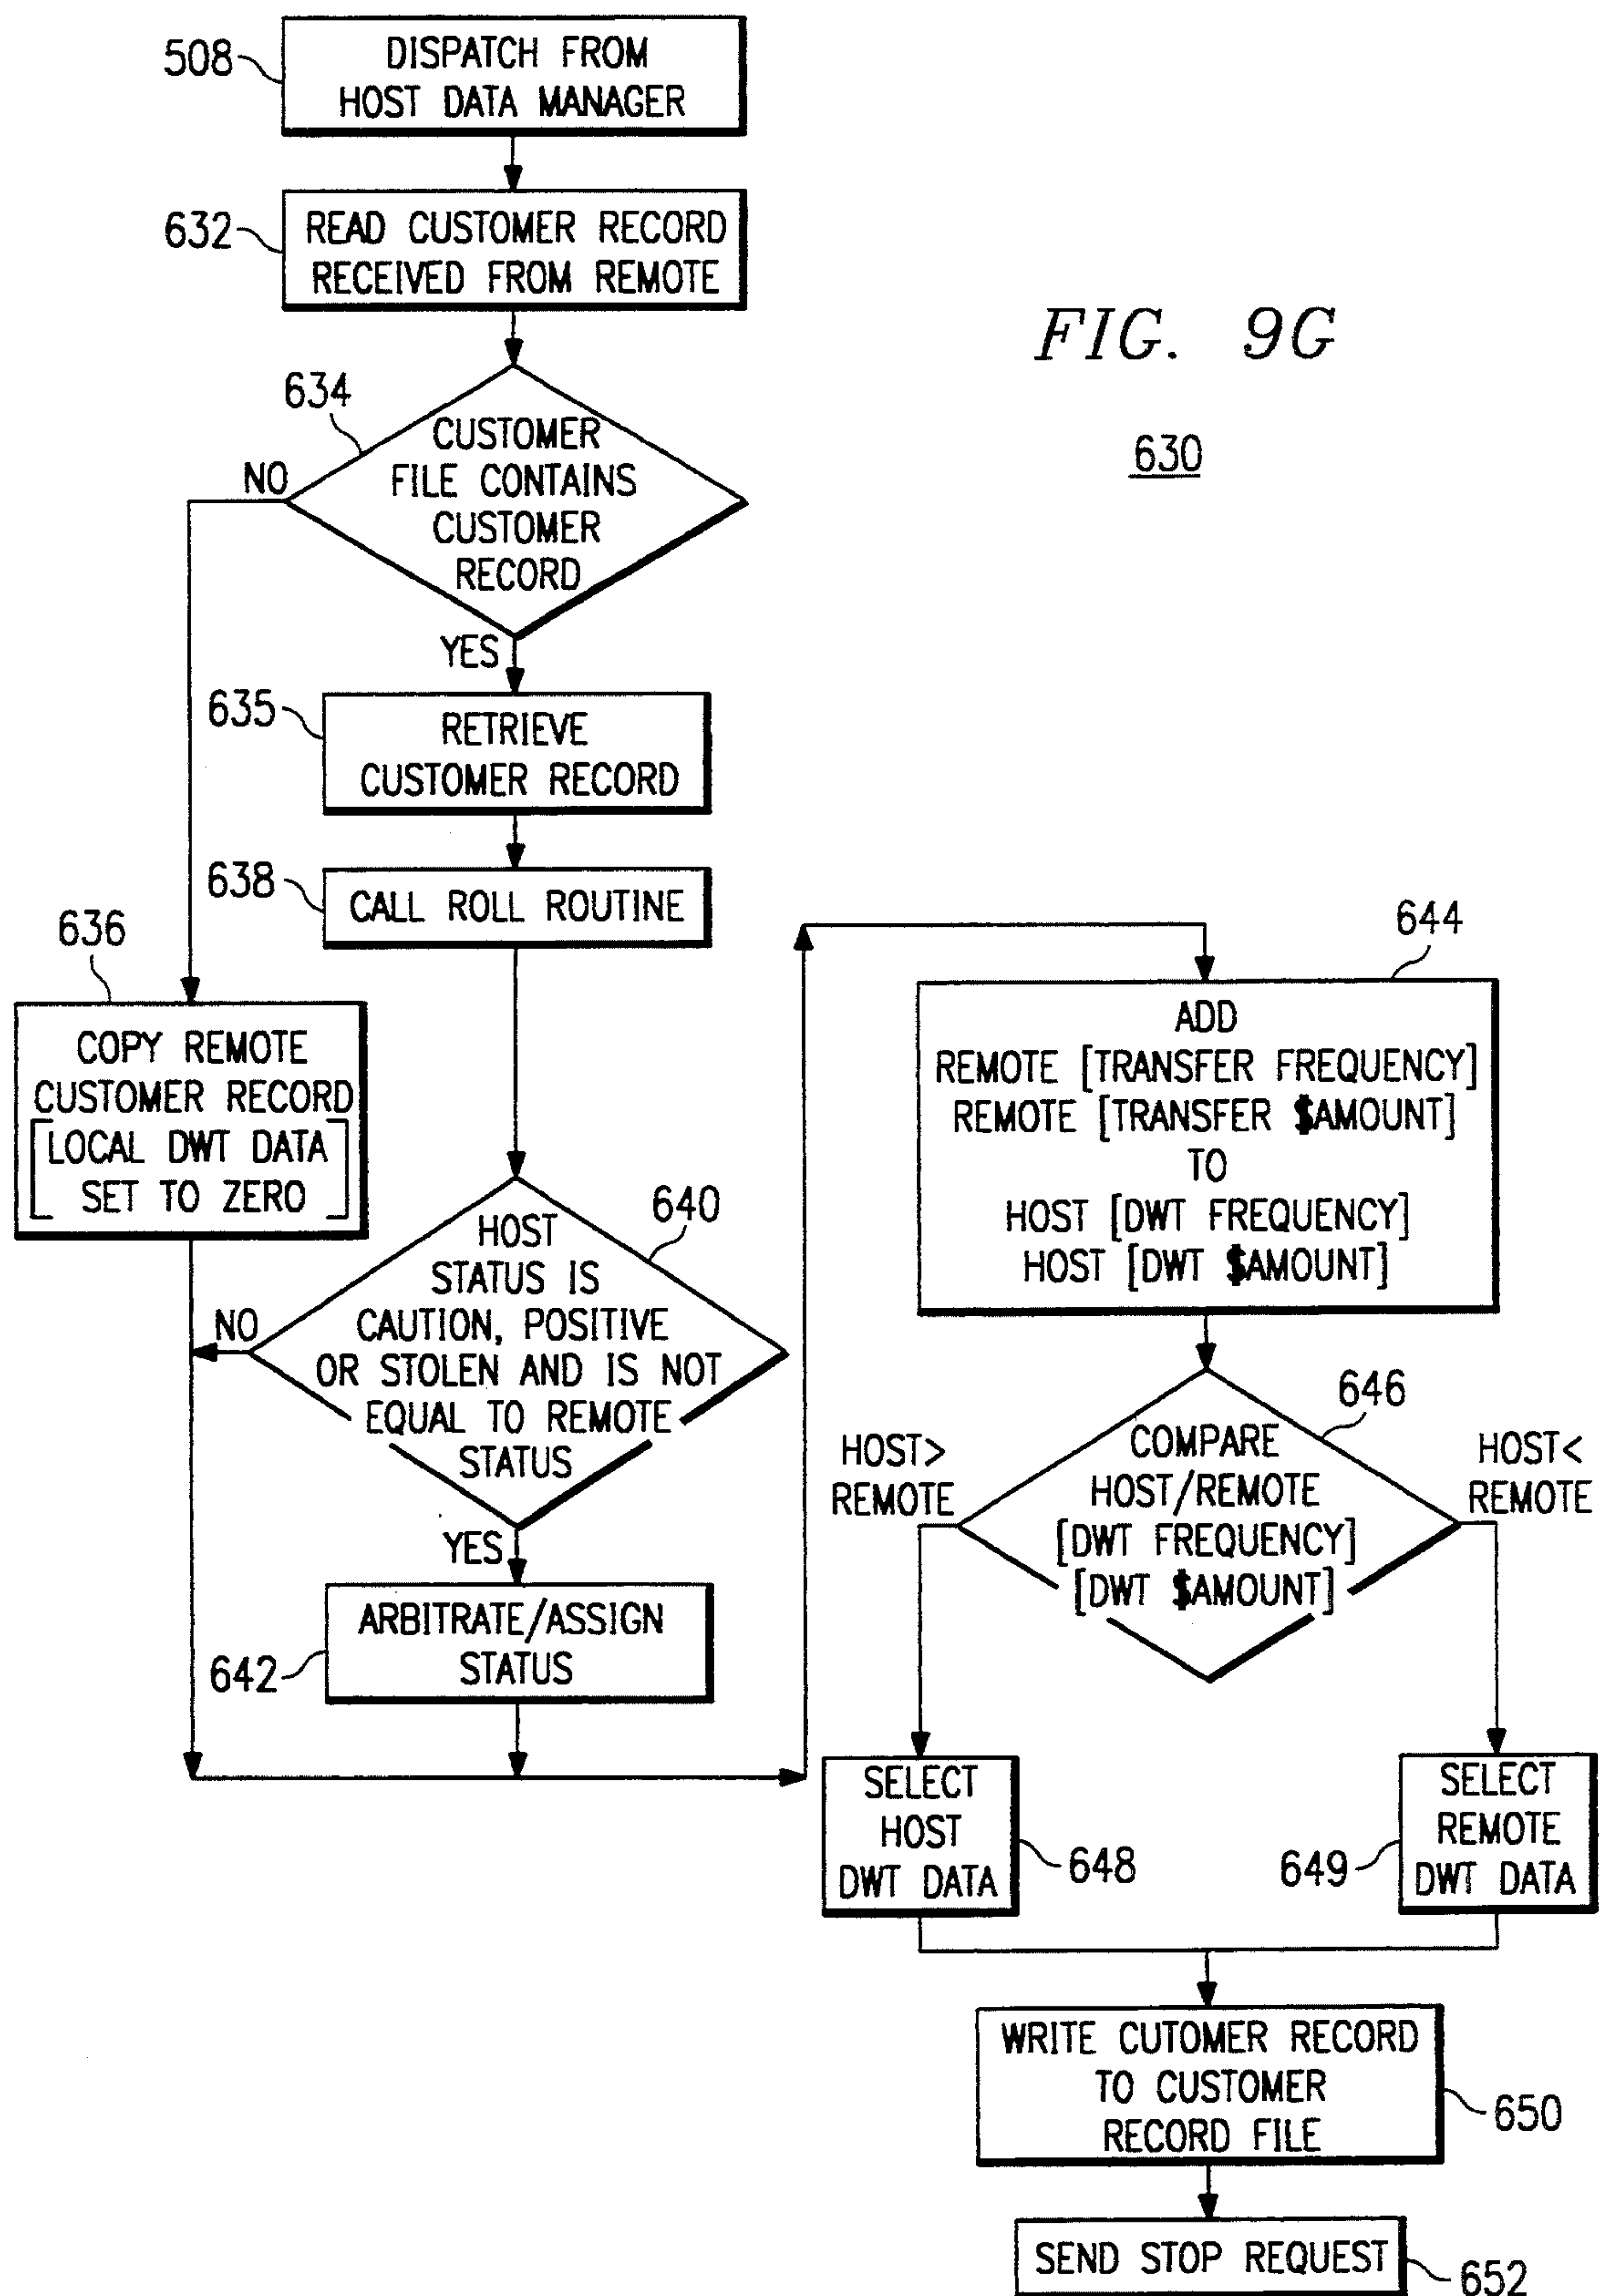 508
DISPATCH FROM
HOST DATA MANAGER
632
READ CUSTOMER RECORD
RECEIVED FROM REMOTE
FIG. 9G
630
634
CUSTOMER
FILE CONTAINS
CUSTOMER
RECORD
NO
YES
635
RETRIEVE
CUSTOMER RECORD
638
CALL ROLL ROUTINE
636
COPY REMOTE
CUSTOMER RECORD
[LOCAL DWT DATA
SET TO ZERO]
640
HOST
STATUS IS
CAUTION, POSITIVE
OR STOLEN AND IS NOT
EQUAL TO REMOTE
STATUS
NO
YES
642
ARBITRATE/ASSIGN
STATUS
644
ADD
REMOTE [TRANSFER FREQUENCY]
REMOTE [TRANSFER $AMOUNT]
TO
HOST [DWT FREQUENCY]
HOST [DWT $AMOUNT]
646
COMPARE
HOST/REMOTE
[DWT FREQUENCY]
[DWT $AMOUNT]
HOST>
REMOTE
HOST<
REMOTE
SELECT
HOST
DWT DATA
648
649
SELECT
REMOTE
DWT DATA
WRITE CUTOMER RECORD
TO CUSTOMER
RECORD FILE
650
SEND STOP REQUEST
652